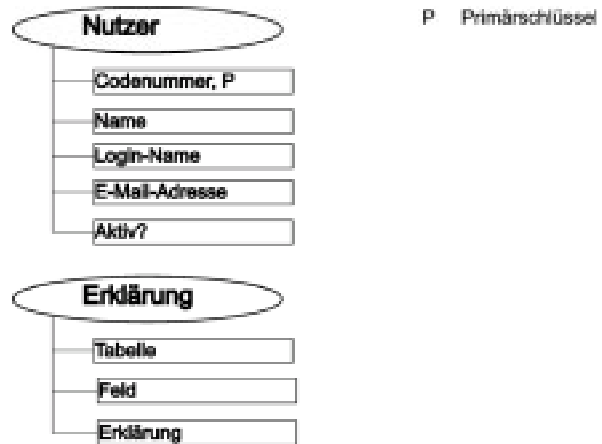 Nutzer
P Primärschlüssel
Codenummer, P
Name
Login-Name
E-Mail-Adresse
Aktiv?
Erklärung
Tabelle
Feld
Erklärung